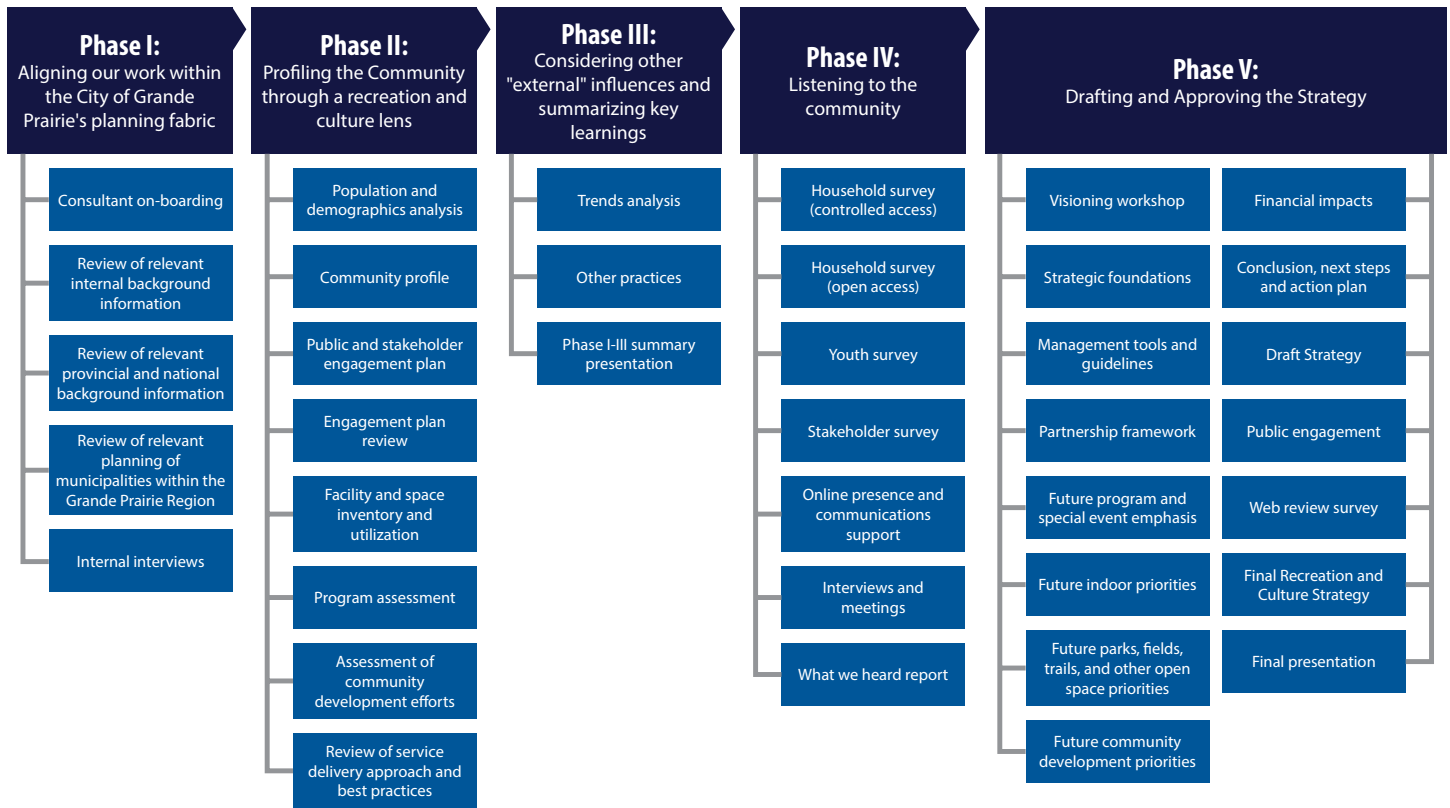 Phase I:
Aligning our work within
the City of Grande
Prairie's planning fabric
Consultant on-boarding
Review of relevant
internal background
information
Review of relevant
provincial and national
background information
Review of relevant
planning of
municipalities within the
Grande Prairie Region
Internal interviews
Phase II:
Profiling the Community
through a recreation and
culture lens
Population and
demographics analysis
Community profile
Public and stakeholder
engagement plan
Engagement plan
review
Facility and space
inventory and
utilization
Program assessment
Assessment of
community
development efforts
Review of service
delivery approach and
best practices
Phase III:
Considering other
"external" influences and
summarizing key
learnings
Trends analysis
Other practices
Phase I-III summary
presentation
Phase IV:
Listening to the
community
Household survey
(controlled access)
Household survey
(open access)
Youth survey
Stakeholder survey
Online presence and
communications
support
Interviews and
meetings
What we heard report
Phase V:
Drafting and Approving the Strategy
Visioning workshop
Strategic foundations
Management tools and
guidelines
Partnership framework
Future program and
special event emphasis
Future indoor priorities
Future parks, fields,
trails, and other open
space priorities
Future community
development priorities
Financial impacts
Conclusion, next steps
and action plan
Draft Strategy
Public engagement
Web review survey
Final Recreation and
Culture Strategy
Final presentation